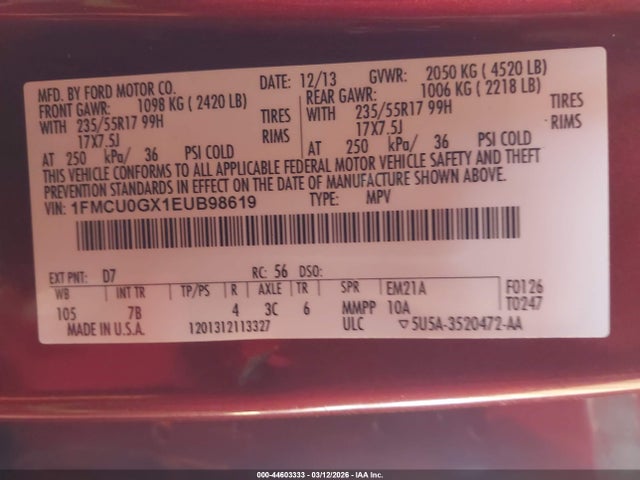 MFD. BY FORD MOTOR CO.
DATE: 12/13 GVWR: 2050 KG ( 4520 LB)
FRONT GAWR: 1098 KG ( 2420 LB)
REAR GAWR: 1006 KG ( 2218 LB)
WITH 235/55R17 99H TIRES
WITH 235/55R17 99H TIRES
17X7.5J RIMS
17X7.5J RIMS
AT 250 kPa/ 36 PSI COLD
AT 250 kPa/ 36 PSI COLD
THIS VEHICLE CONFORMS TO ALL APPLICABLE FEDERAL MOTOR VEHICLE SAFETY AND THEFT
PREVENTION STANDARDS IN EFFECT ON THE DATE OF MANUFACTURE SHOWN ABOVE.
VIN: 1FMCU0GX1EUB98619 TYPE: MPV
EXT PNT: D7 RC: 56 DSO:
WB INT TR TP/PS R AXLE TR SPR EM21A F0126
105 7B 4 3C 6 MMPP 10A T0247
MADE IN U.S.A. 1201312113327 ULC ▽5U5A-3520472-AA
000-44603333 - 03/12/2026 - IAA Inc.